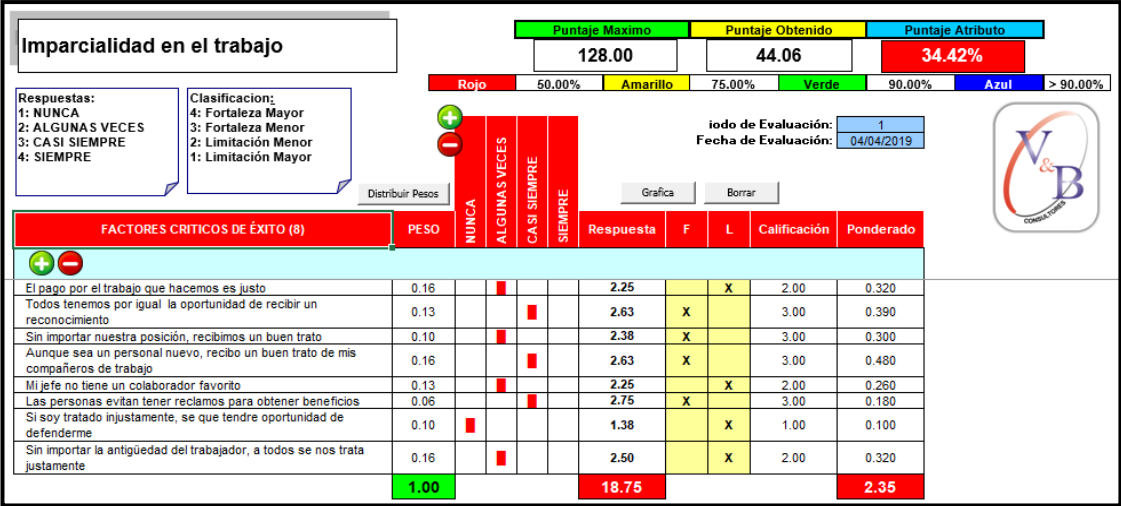 Imparcialidad en el trabajo
Puntaje Maximo Puntaje Obtenido Puntaje Atributo
128.00 44.06 34.42%
Rojo 50.00% Amarillo 75.00% Verde 90.00% Azul > 90.00%
Respuestas:
1: NUNCA
2: ALGUNAS VECES
3: CASI SIEMPRE
4: SIEMPRE
Clasificacion:
4: Fortaleza Mayor
3: Fortaleza Menor
2: Limitación Menor
1: Limitación Mayor
iodo de Evaluación: 1
Fecha de Evaluación: 04/04/2019
V&B
CONSULTORES
Distribuir Pesos
Grafica
Borrar
FACTORES CRITICOS DE ÉXITO (8) PESO NUNCA ALGUNAS VECES CASI SIEMPRE SIEMPRE Respuesta F L Calificación Ponderado
El pago por el trabajo que hacemos es justo 0.16 2.25 X 2.00 0.320
Todos tenemos por igual la oportunidad de recibir un
reconocimiento 0.13 2.63 X 3.00 0.390
Sin importar nuestra posición, recibimos un buen trato 0.10 2.38 X 3.00 0.300
Aunque sea un personal nuevo, recibo un buen trato de mis
compañeros de trabajo 0.16 2.63 X 3.00 0.480
Mi jefe no tiene un colaborador favorito 0.13 2.25 X 2.00 0.260
Las personas evitan tener reclamos para obtener beneficios 0.06 2.75 X 3.00 0.180
Si soy tratado injustamente, se que tendre oportunidad de
defenderme 0.10 1.38 X 1.00 0.100
Sin importar la antigüedad del trabajador, a todos se nos trata
justamente 0.16 2.50 X 2.00 0.320
1.00 18.75 2.35